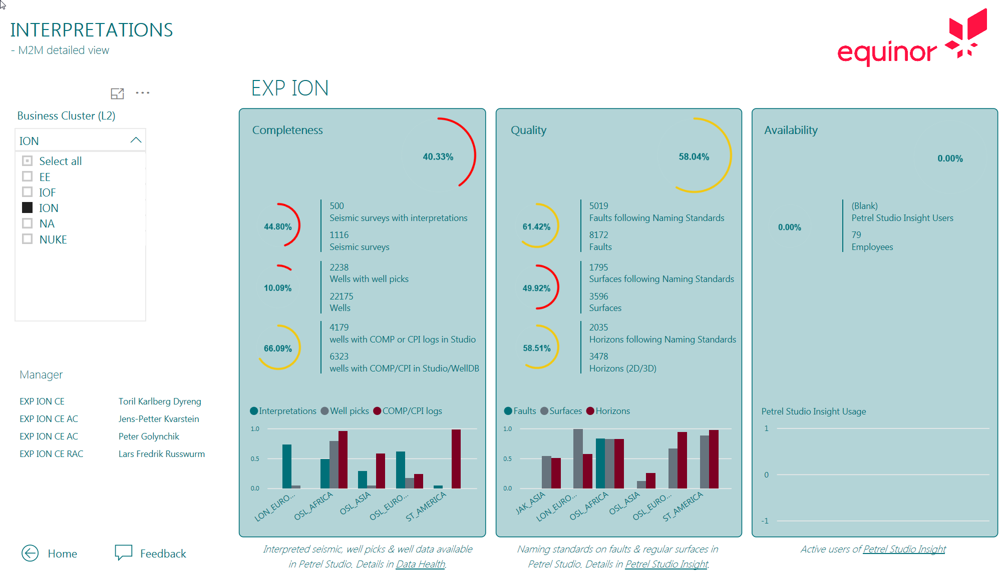 INTERPRETATIONS
- M2M detailed view
equinor
Business Cluster (L2)
ION
Select all
EE
IOF
ION
NA
NUKE
Manager
EXP ION CE Toril Karlberg Dyreng
EXP ION CE AC Jens-Petter Kvarstein
EXP ION CE AC Peter Golynchik
EXP ION CE RAC Lars Fredrik Russwurm
Home
Feedback
EXP ION
Completeness
40.33%
44.80%
500
Seismic surveys with interpretations
1116
Seismic surveys
10.09%
2238
Wells with well picks
22175
Wells
66.09%
4179
wells with COMP or CPI logs in Studio
6323
wells with COMP/CPI in Studio/WellDB
Interpretations Well picks COMP/CPI logs
1.0
0.5
0.0
LON_EURO...
OSL_AFRICA
OSL_ASIA
OSL_EURO...
ST_AMERICA
Interpreted seismic, well picks & well data available
in Petrel Studio. Details in Data Health.
Quality
58.04%
61.42%
5019
Faults following Naming Standards
8172
Faults
49.92%
1795
Surfaces following Naming Standards
3596
Surfaces
58.51%
2035
Horizons following Naming Standards
3478
Horizons (2D/3D)
Faults Surfaces Horizons
1.0
0.5
0.0
JAK_ASIA
LON_EURO...
OSL_AFRICA
OSL_ASIA
OSL_EURO...
ST_AMERICA
Naming standards on faults & regular surfaces in
Petrel Studio. Details in Petrel Studio Insight.
Availability
0.00%
0.00%
(Blank)
Petrel Studio Insight Users
79
Employees
Petrel Studio Insight Usage
1
0
-1
Active users of Petrel Studio Insight